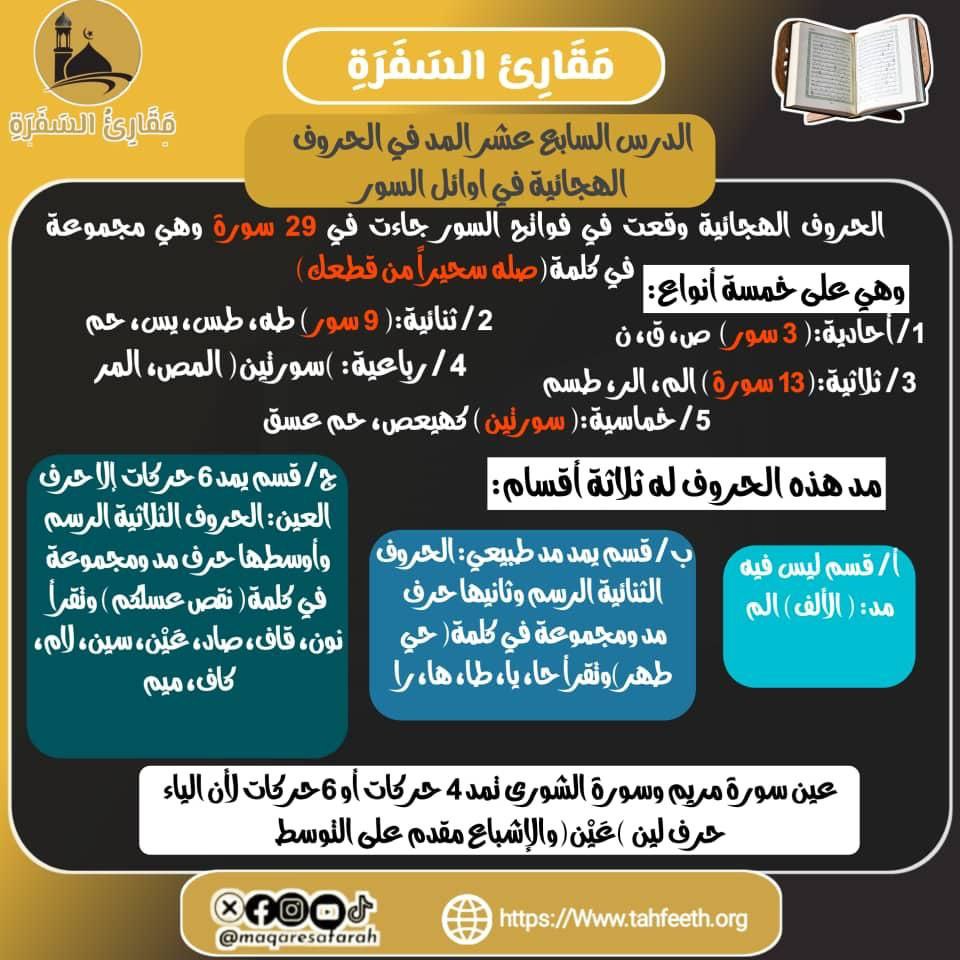 مَقَارِئُ السَفَرَةِ
مَقَارِئ السَفَرَةِ
الدرس السابع عشر المد في الحروف
الهجائية في اوائل السور
الحروف الهجائية وقعت في فواتح السور جاءت في 29 سورة وهي مجموعة
في كلمة (صله سحيراً من قطعك)
وهي على خمسة أنواع:
1/ أحادية: (3 سور) ص، ق، ن
2/ ثنائية: (9 سور) طه، طس، يس، حم
3/ ثلاثية: (13 سورة) الم، الر، طسم
4/ رباعية: )سورتين( المص، المر
5/ خماسية: (سورتين) كهيعص، حم عسق
مد هذه الحروف له ثلاثة أقسام:
أ/ قسم ليس فيه
مد: (الألف) الم
ب/ قسم يمد مد طبيعي: الحروف
الثنائية الرسم وثانيها حرف
مد ومجموعة في كلمة (حي
طهر) وتقرأ حا، يا، طا، ها، را
ج/ قسم يمد 6 حركات إلا حرف
العين: الحروف الثلاثية الرسم
وأوسطها حرف مد ومجموعة
في كلمة (نقص عسلكم) وتقرأ
نون، قاف، صاد، عَيْن، سين، لام،
كاف، ميم
عين سورة مريم وسورة الشورى تمد 4 حركات أو 6 حركات لأن الياء
حرف لين )عَيْن( والإشباع مقدم على التوسط
@maqaresafarah
https://Www.tahfeeth.org